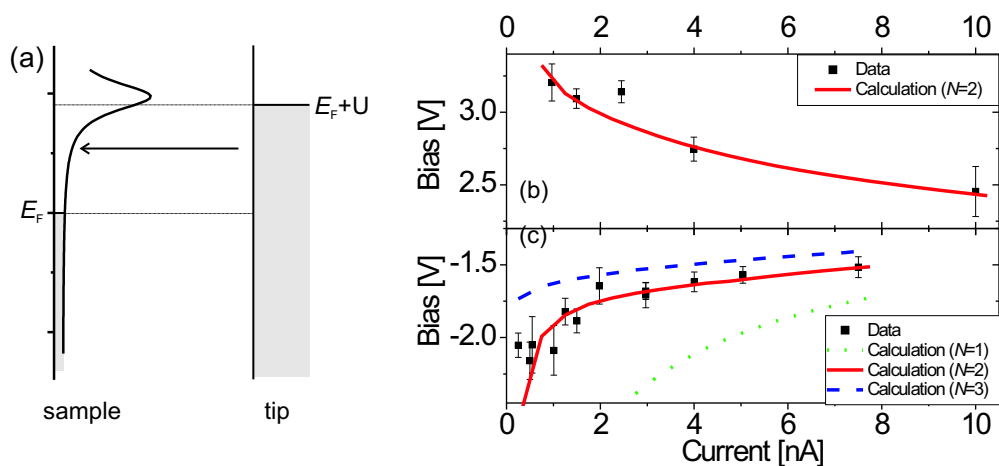 (a)
E_F+U
E_F
sample
tip
0 2 4 6 8 10
Data
Calculation (N=2)
3.0
2.5
Bias [V]
(b)
(c)
-1.5
-2.0
Bias [V]
Data
Calculation (N=1)
Calculation (N=2)
Calculation (N=3)
0 2 4 6 8 10
Current [nA]